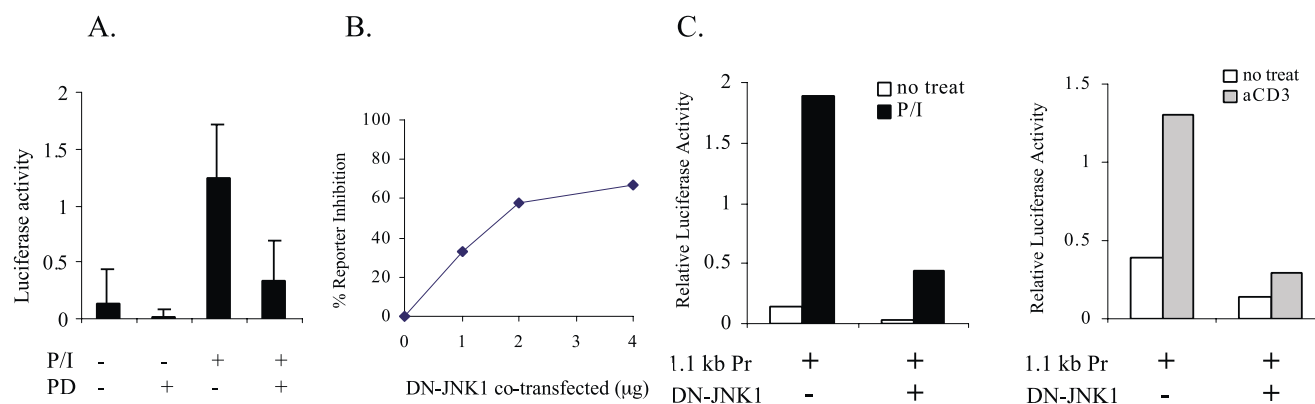 A.
Luciferase activity
2
1.5
1
0.5
0
P/I - - + +
PD - + - +
B.
% Reporter Inhibition
100
80
60
40
20
0
0 1 2 3 4
DN-JNK1 co-transfected (µg)
C.
Relative Luciferase Activity
2
1.5
1
0.5
0
no treat
P/I
1.1 kb Pr + +
DN-JNK1 - +
Relative Luciferase Activity
1.5
1
0.5
0
no treat
aCD3
1.1 kb Pr + +
DN-JNK1 - +